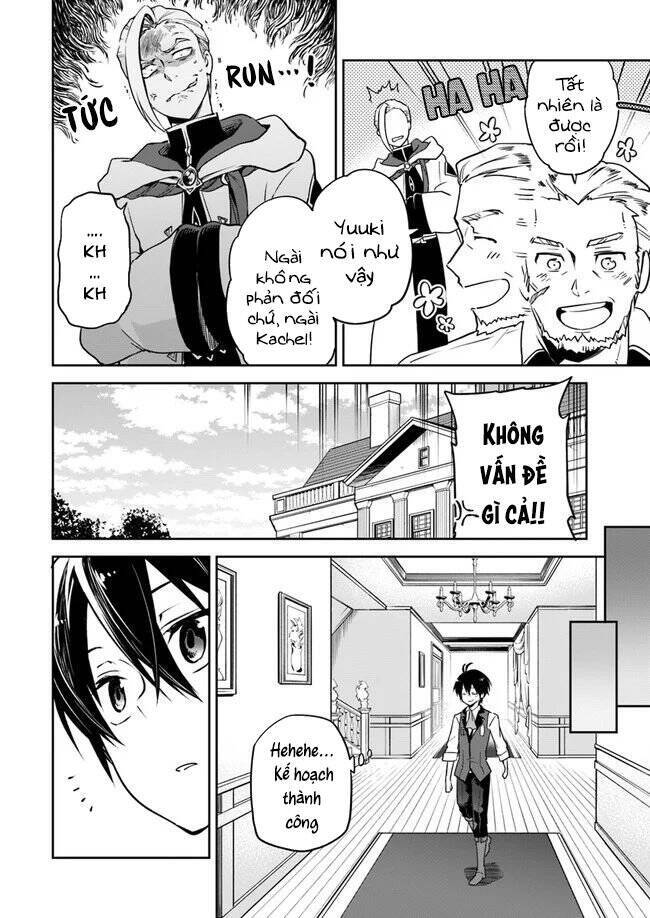 Tất
nhiên là
được
rồi!
HA HA
Yuuki
nói như
vậy
Ngài
không
phản đối
chứ, ngài
Kachel!
TỨC
RUN...!
....
KH
...
KH
KHÔNG
VẤN ĐỀ
GÌ CẢ!!
Hehehe...
Kế hoạch
thành
công